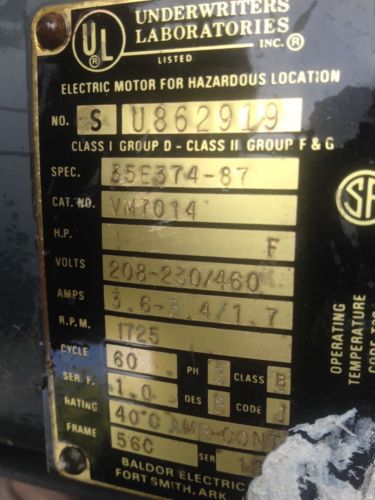 UL
®
UNDERWRITERS
LABORATORIES
INC.®
LISTED
ELECTRIC MOTOR FOR HAZARDOUS LOCATION
NO. S U862919
CLASS I GROUP D - CLASS II GROUP F & G
SPEC. 35E374-87
CAT. NO. VM7014
H.P. 1 F
VOLTS 208-230/460
AMPS 3.6-3.4/1.7
R.P.M. 1725
CYCLE 60 PH 3 CLASS B
SER. F. 1.0 DES CODE J
RATING 40°C AMB-CONT
FRAME 56C SER
BALDOR ELECTRIC
FORT SMITH, ARK
SA
OPERATING
TEMPERATURE
CODE